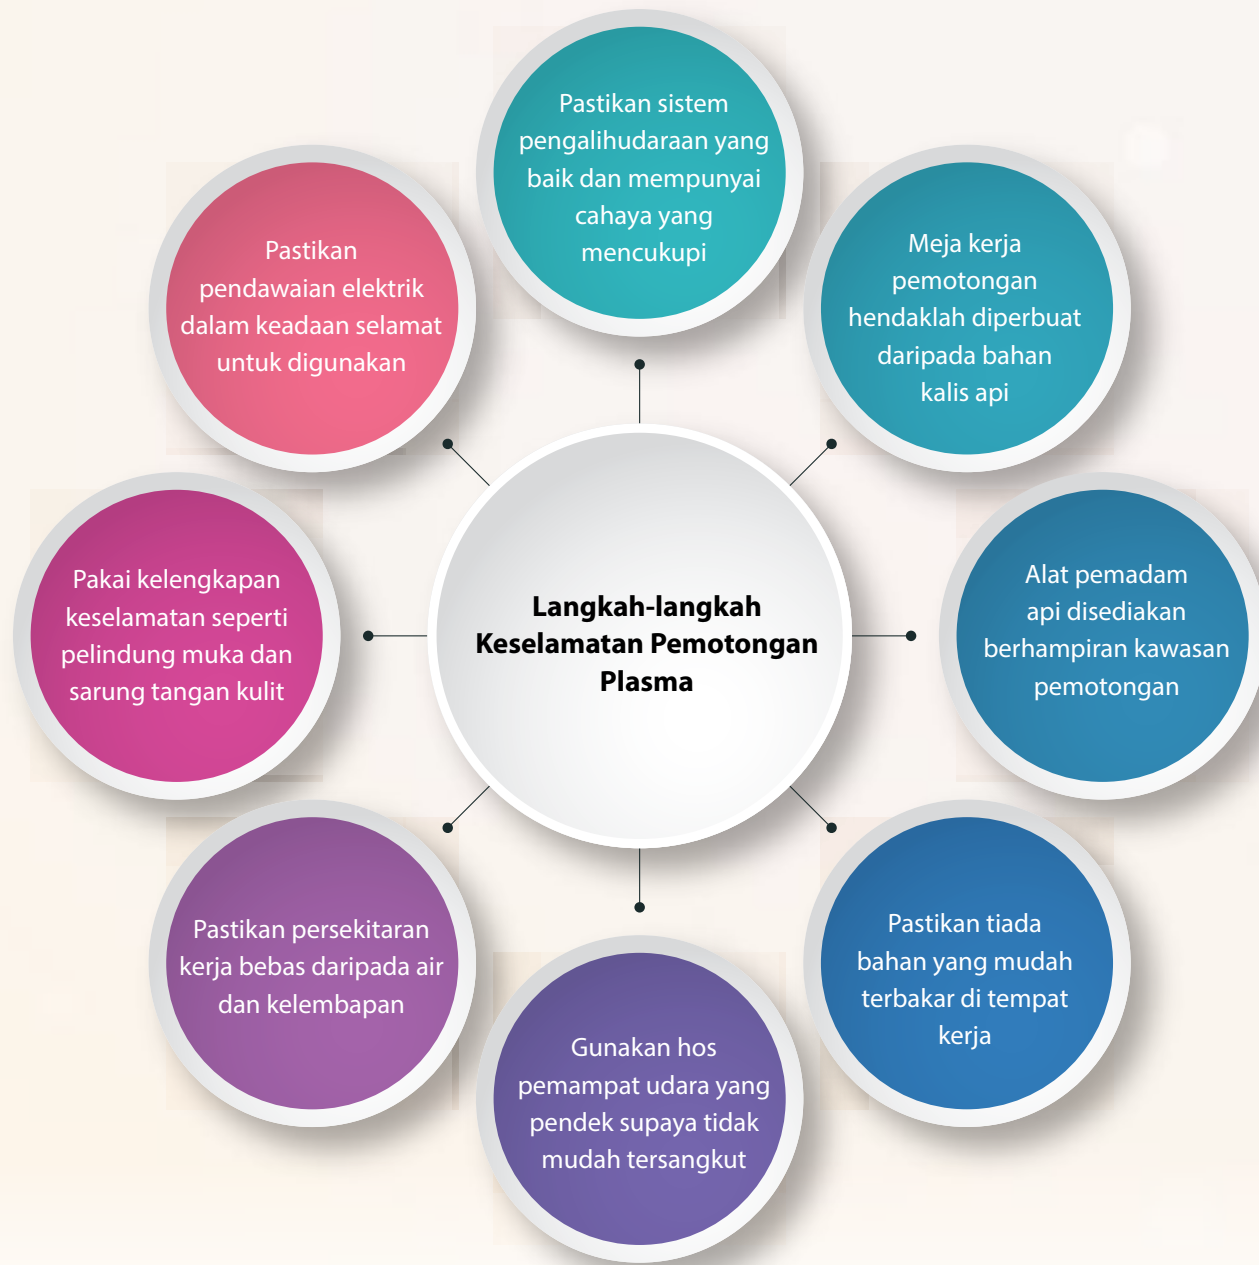 Langkah-langkah
Keselamatan Pemotongan
Plasma
Pastikan sistem
pengalihudaraan yang
baik dan mempunyai
cahaya yang
mencukupi
Meja kerja
pemotongan
hendaklah diperbuat
daripada bahan
kalis api
Alat pemadam
api disediakan
berhampiran kawasan
pemotongan
Pastikan tiada
bahan yang mudah
terbakar di tempat
kerja
Gunakan hos
pemampat udara yang
pendek supaya tidak
mudah tersangkut
Pastikan persekitaran
kerja bebas daripada air
dan kelembapan
Pakai kelengkapan
keselamatan seperti
pelindung muka dan
sarung tangan kulit
Pastikan
pendawaian elektrik
dalam keadaan selamat
untuk digunakan